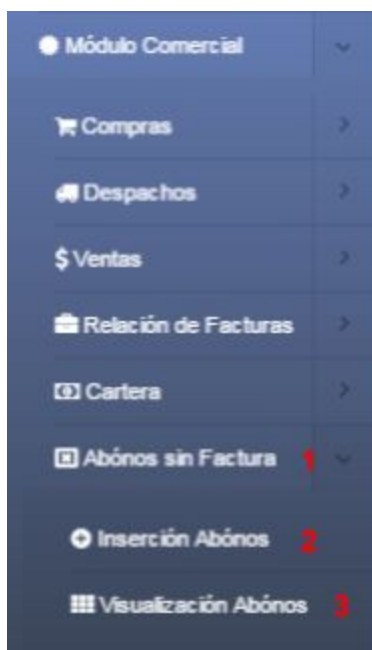 Módulo Comercial
Compras
Despachos
$ Ventas
Relación de Facturas
Cartera
Abónos sin Factura 1
Inserción Abónos 2
Visualización Abónos 3